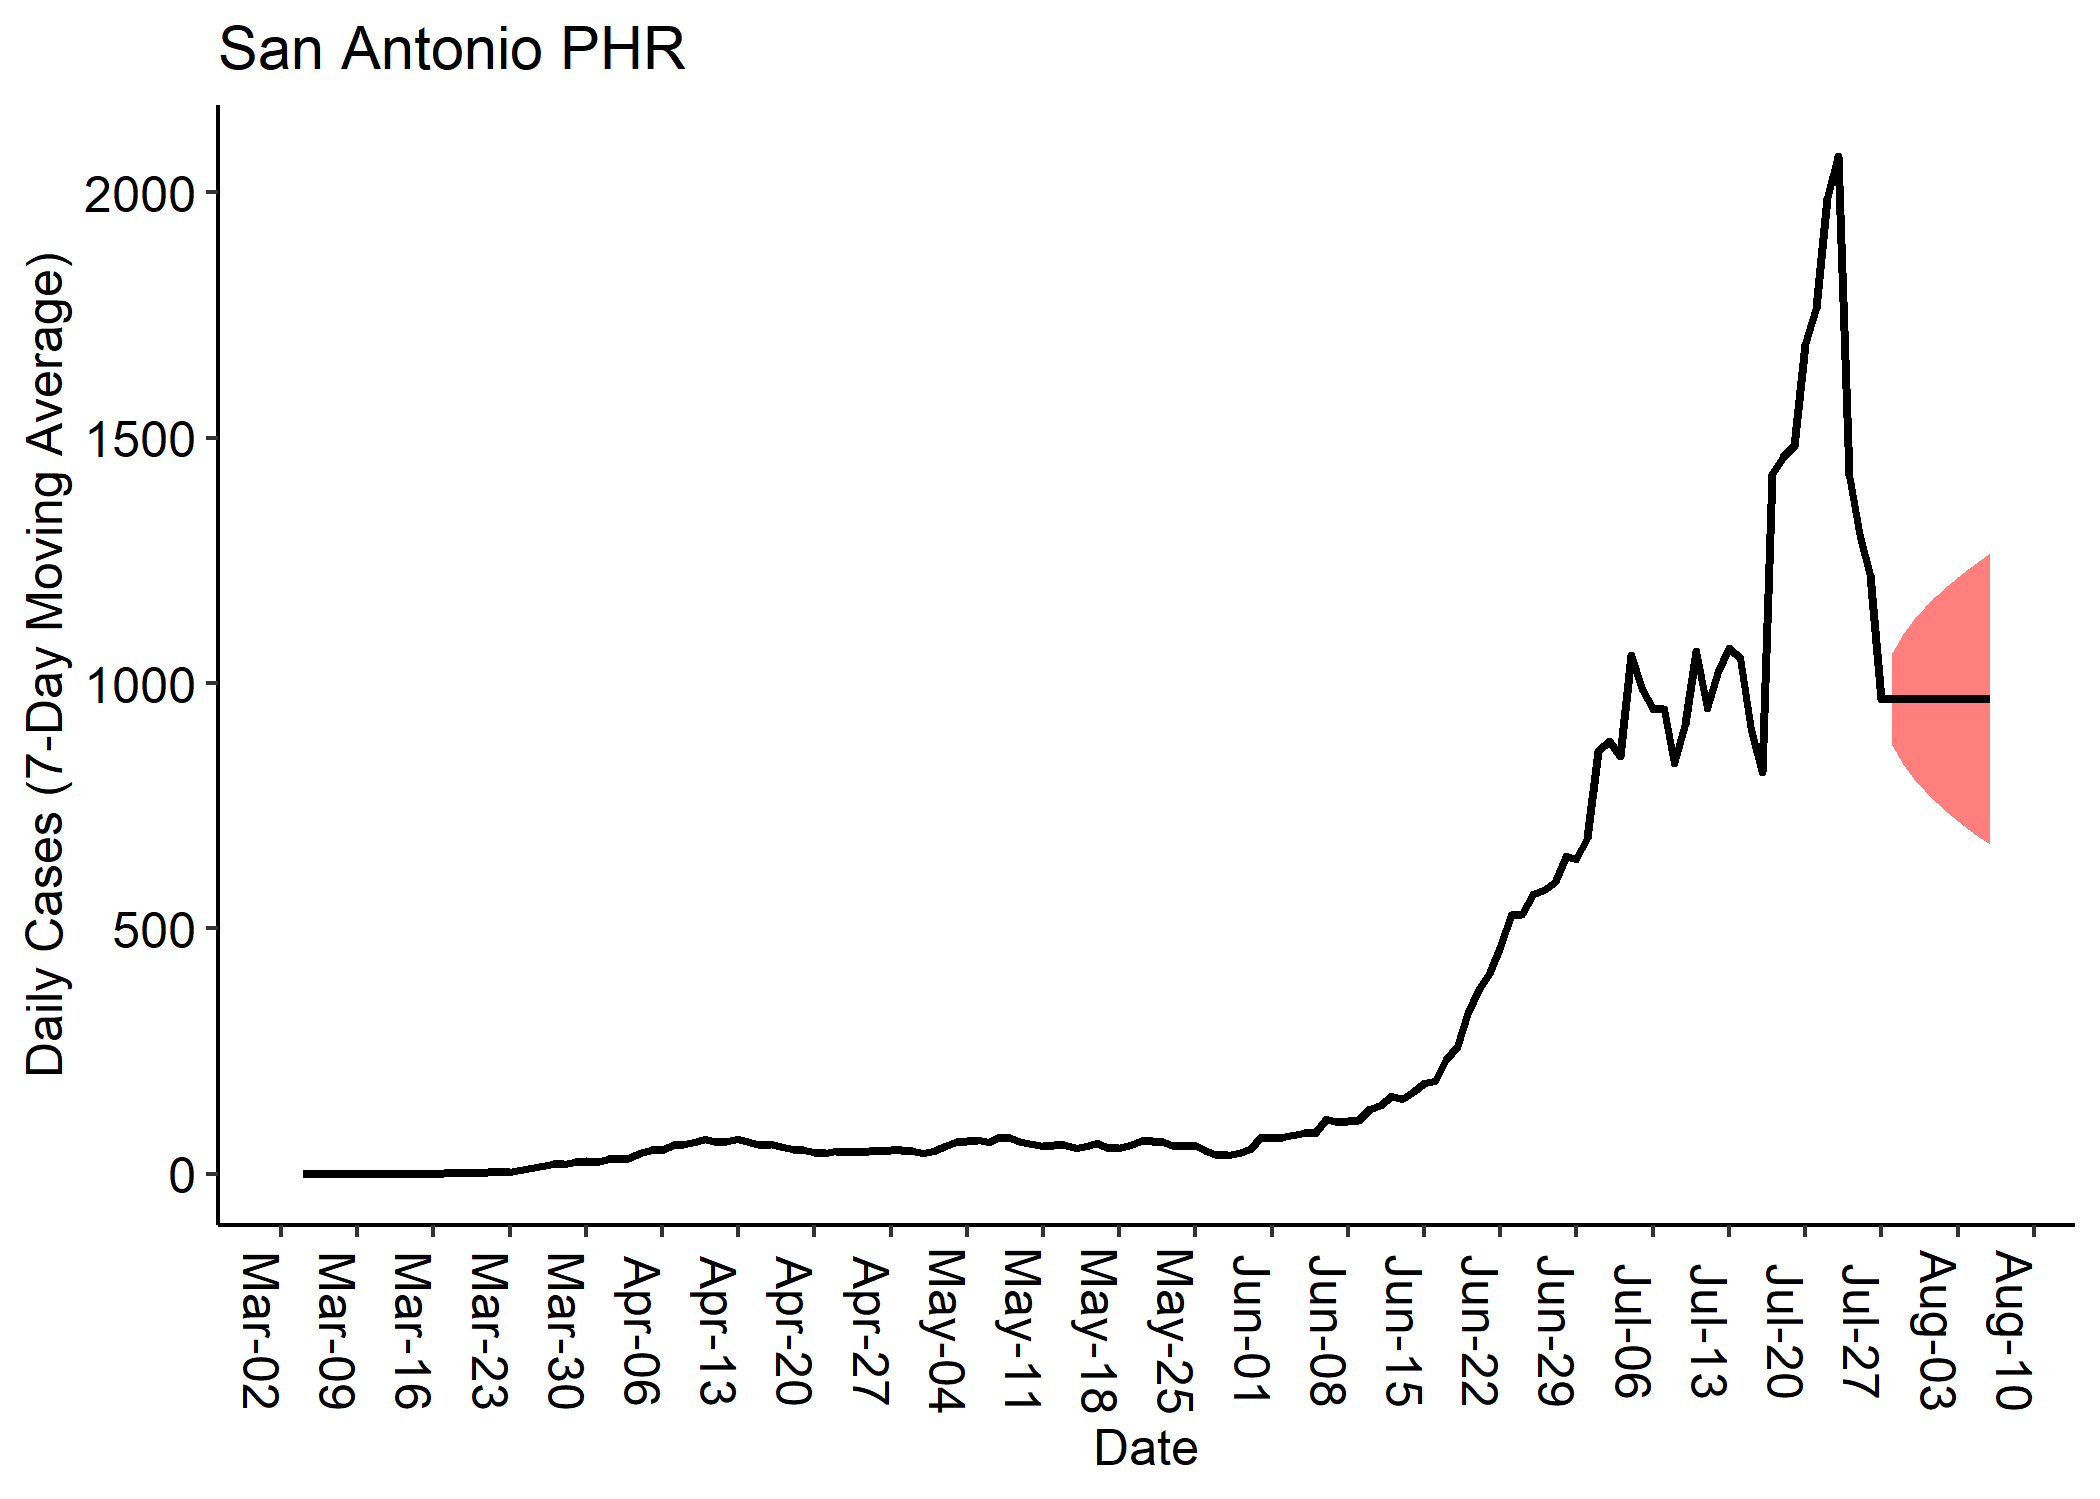 San Antonio PHR
Daily Cases (7-Day Moving Average)
2000
1500
1000
500
0
Mar-02
Mar-09
Mar-16
Mar-23
Mar-30
Apr-06
Apr-13
Apr-20
Apr-27
May-04
May-11
May-18
May-25
Jun-01
Jun-08
Jun-15
Jun-22
Jun-29
Jul-06
Jul-13
Jul-20
Jul-27
Aug-03
Aug-10
Date